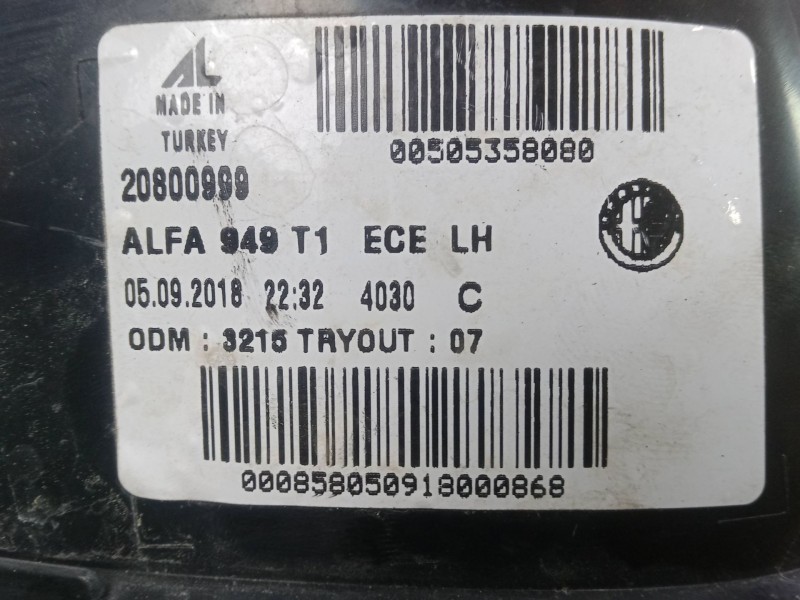 AL
MADE IN
TURKEY
00505358080
20800999
ALFA 949 T1 ECE LH
05.09.2018 22:32 4030 C
ODM : 3215 TRYOUT : 07
000858050918000868